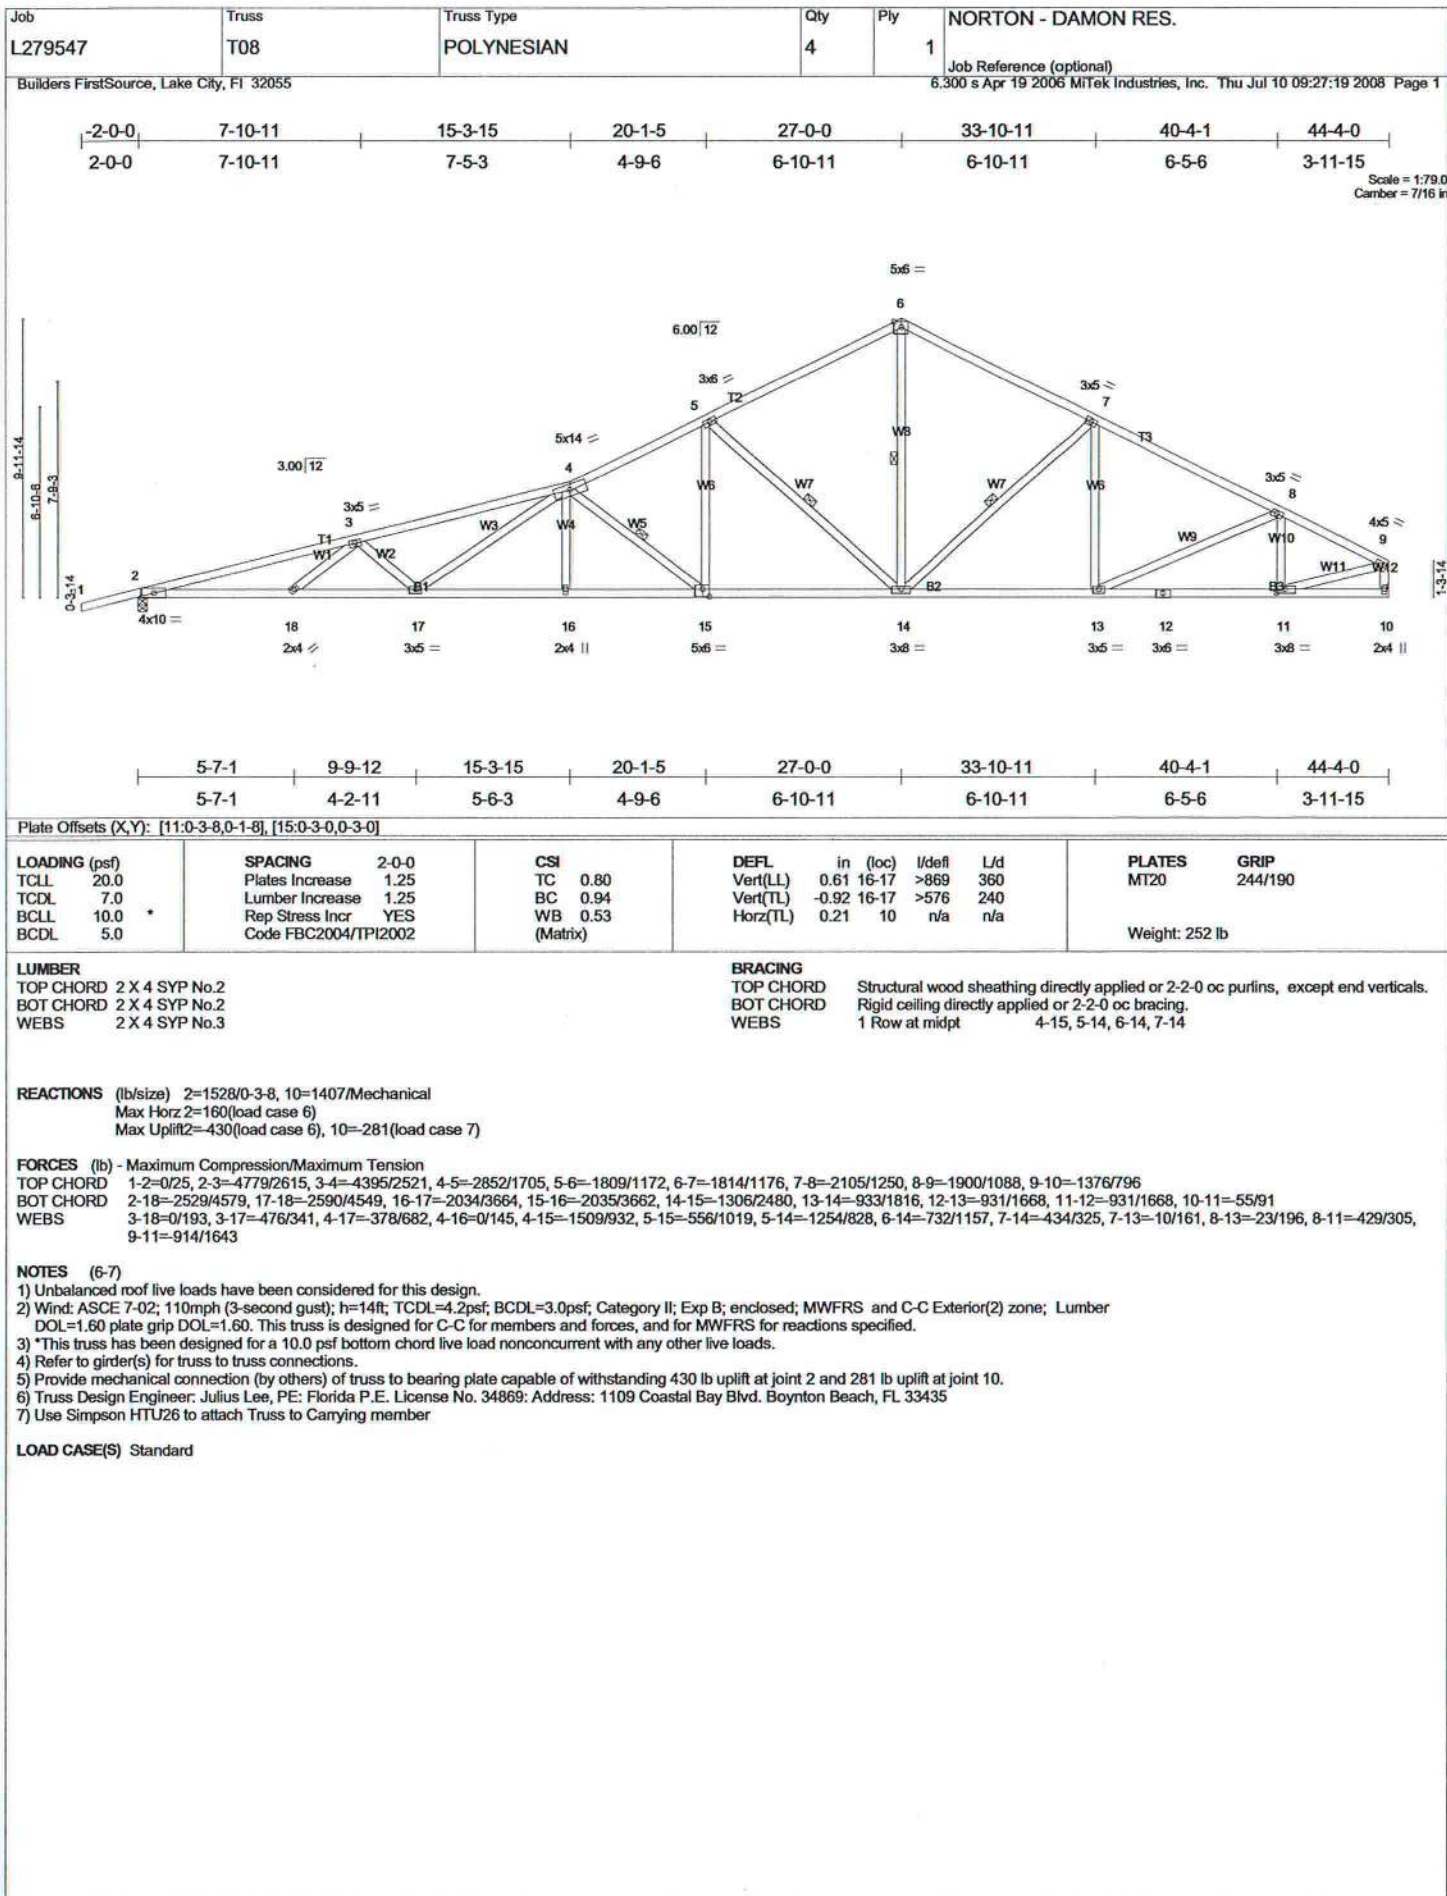 Job Truss Truss Type Qty Ply NORTON - DAMON RES.
L279547 T08 POLYNESIAN 4 1
Job Reference (optional)
Builders FirstSource, Lake City, Fl 32055 6.300 s Apr 19 2006 MiTek Industries, Inc. Thu Jul 10 09:27:19 2008 Page 1
-2-0-0 7-10-11 15-3-15 20-1-5 27-0-0 33-10-11 40-4-1 44-4-0
2-0-0 7-10-11 7-5-3 4-9-6 6-10-11 6-10-11 6-5-6 3-11-15
Scale = 1:79.0
Camber = 7/16 in
5x6 =
6
6.00 12
3x6
5 T2
3x5
7
T3
5x14
4
3.00 12
3x5
3
T1
3x5
8
4x5
9
9-11-14
6-10-8
7-9-3
0-3-14
1-3-14
1 2
W1 W2 W3 W4 W5 W6 W7 W8 W7 W6 W9 W10 W11 W12
B1 B2 B3
4x10 =
18 17 16 15 14 13 12 11 10
2x4 3x5 = 2x4 || 5x6 = 3x8 = 3x5 = 3x6 = 3x8 = 2x4 ||
5-7-1 9-9-12 15-3-15 20-1-5 27-0-0 33-10-11 40-4-1 44-4-0
5-7-1 4-2-11 5-6-3 4-9-6 6-10-11 6-10-11 6-5-6 3-11-15
Plate Offsets (X,Y): [11:0-3-8,0-1-8], [15:0-3-0,0-3-0]
LOADING (psf) SPACING 2-0-0 CSI DEFL in (loc) l/defl L/d PLATES GRIP
TCLL 20.0 Plates Increase 1.25 TC 0.80 Vert(LL) 0.61 16-17 >869 360 MT20 244/190
TCDL 7.0 Lumber Increase 1.25 BC 0.94 Vert(TL) -0.92 16-17 >576 240
BCLL 10.0 * Rep Stress Incr YES WB 0.53 Horz(TL) 0.21 10 n/a n/a
BCDL 5.0 Code FBC2004/TPI2002 (Matrix) Weight: 252 lb
LUMBER BRACING
TOP CHORD 2 X 4 SYP No.2 TOP CHORD Structural wood sheathing directly applied or 2-2-0 oc purlins, except end verticals.
BOT CHORD 2 X 4 SYP No.2 BOT CHORD Rigid ceiling directly applied or 2-2-0 oc bracing.
WEBS 2 X 4 SYP No.3 WEBS 1 Row at midpt 4-15, 5-14, 6-14, 7-14
REACTIONS (lb/size) 2=1528/0-3-8, 10=1407/Mechanical
Max Horz 2=160(load case 6)
Max Uplift2=-430(load case 6), 10=-281(load case 7)
FORCES (lb) - Maximum Compression/Maximum Tension
TOP CHORD 1-2=0/25, 2-3=-4779/2615, 3-4=-4395/2521, 4-5=-2852/1705, 5-6=-1809/1172, 6-7=-1814/1176, 7-8=-2105/1250, 8-9=-1900/1088, 9-10=-1376/796
BOT CHORD 2-18=-2529/4579, 17-18=-2590/4549, 16-17=-2034/3664, 15-16=-2035/3662, 14-15=-1306/2480, 13-14=-933/1816, 12-13=-931/1668, 11-12=-931/1668, 10-11=-55/91
WEBS 3-18=0/193, 3-17=-476/341, 4-17=-378/682, 4-16=0/145, 4-15=-1509/932, 5-15=-556/1019, 5-14=-1254/828, 6-14=-732/1157, 7-14=-434/325, 7-13=-10/161, 8-13=-23/196, 8-11=-429/305,
9-11=-914/1643
NOTES (6-7)
1) Unbalanced roof live loads have been considered for this design.
2) Wind: ASCE 7-02; 110mph (3-second gust); h=14ft; TCDL=4.2psf; BCDL=3.0psf; Category II; Exp B; enclosed; MWFRS and C-C Exterior(2) zone; Lumber
DOL=1.60 plate grip DOL=1.60. This truss is designed for C-C for members and forces, and for MWFRS for reactions specified.
3) *This truss has been designed for a 10.0 psf bottom chord live load nonconcurrent with any other live loads.
4) Refer to girder(s) for truss to truss connections.
5) Provide mechanical connection (by others) of truss to bearing plate capable of withstanding 430 lb uplift at joint 2 and 281 lb uplift at joint 10.
6) Truss Design Engineer: Julius Lee, PE: Florida P.E. License No. 34869: Address: 1109 Coastal Bay Blvd. Boynton Beach, FL 33435
7) Use Simpson HTU26 to attach Truss to Carrying member
LOAD CASE(S) Standard